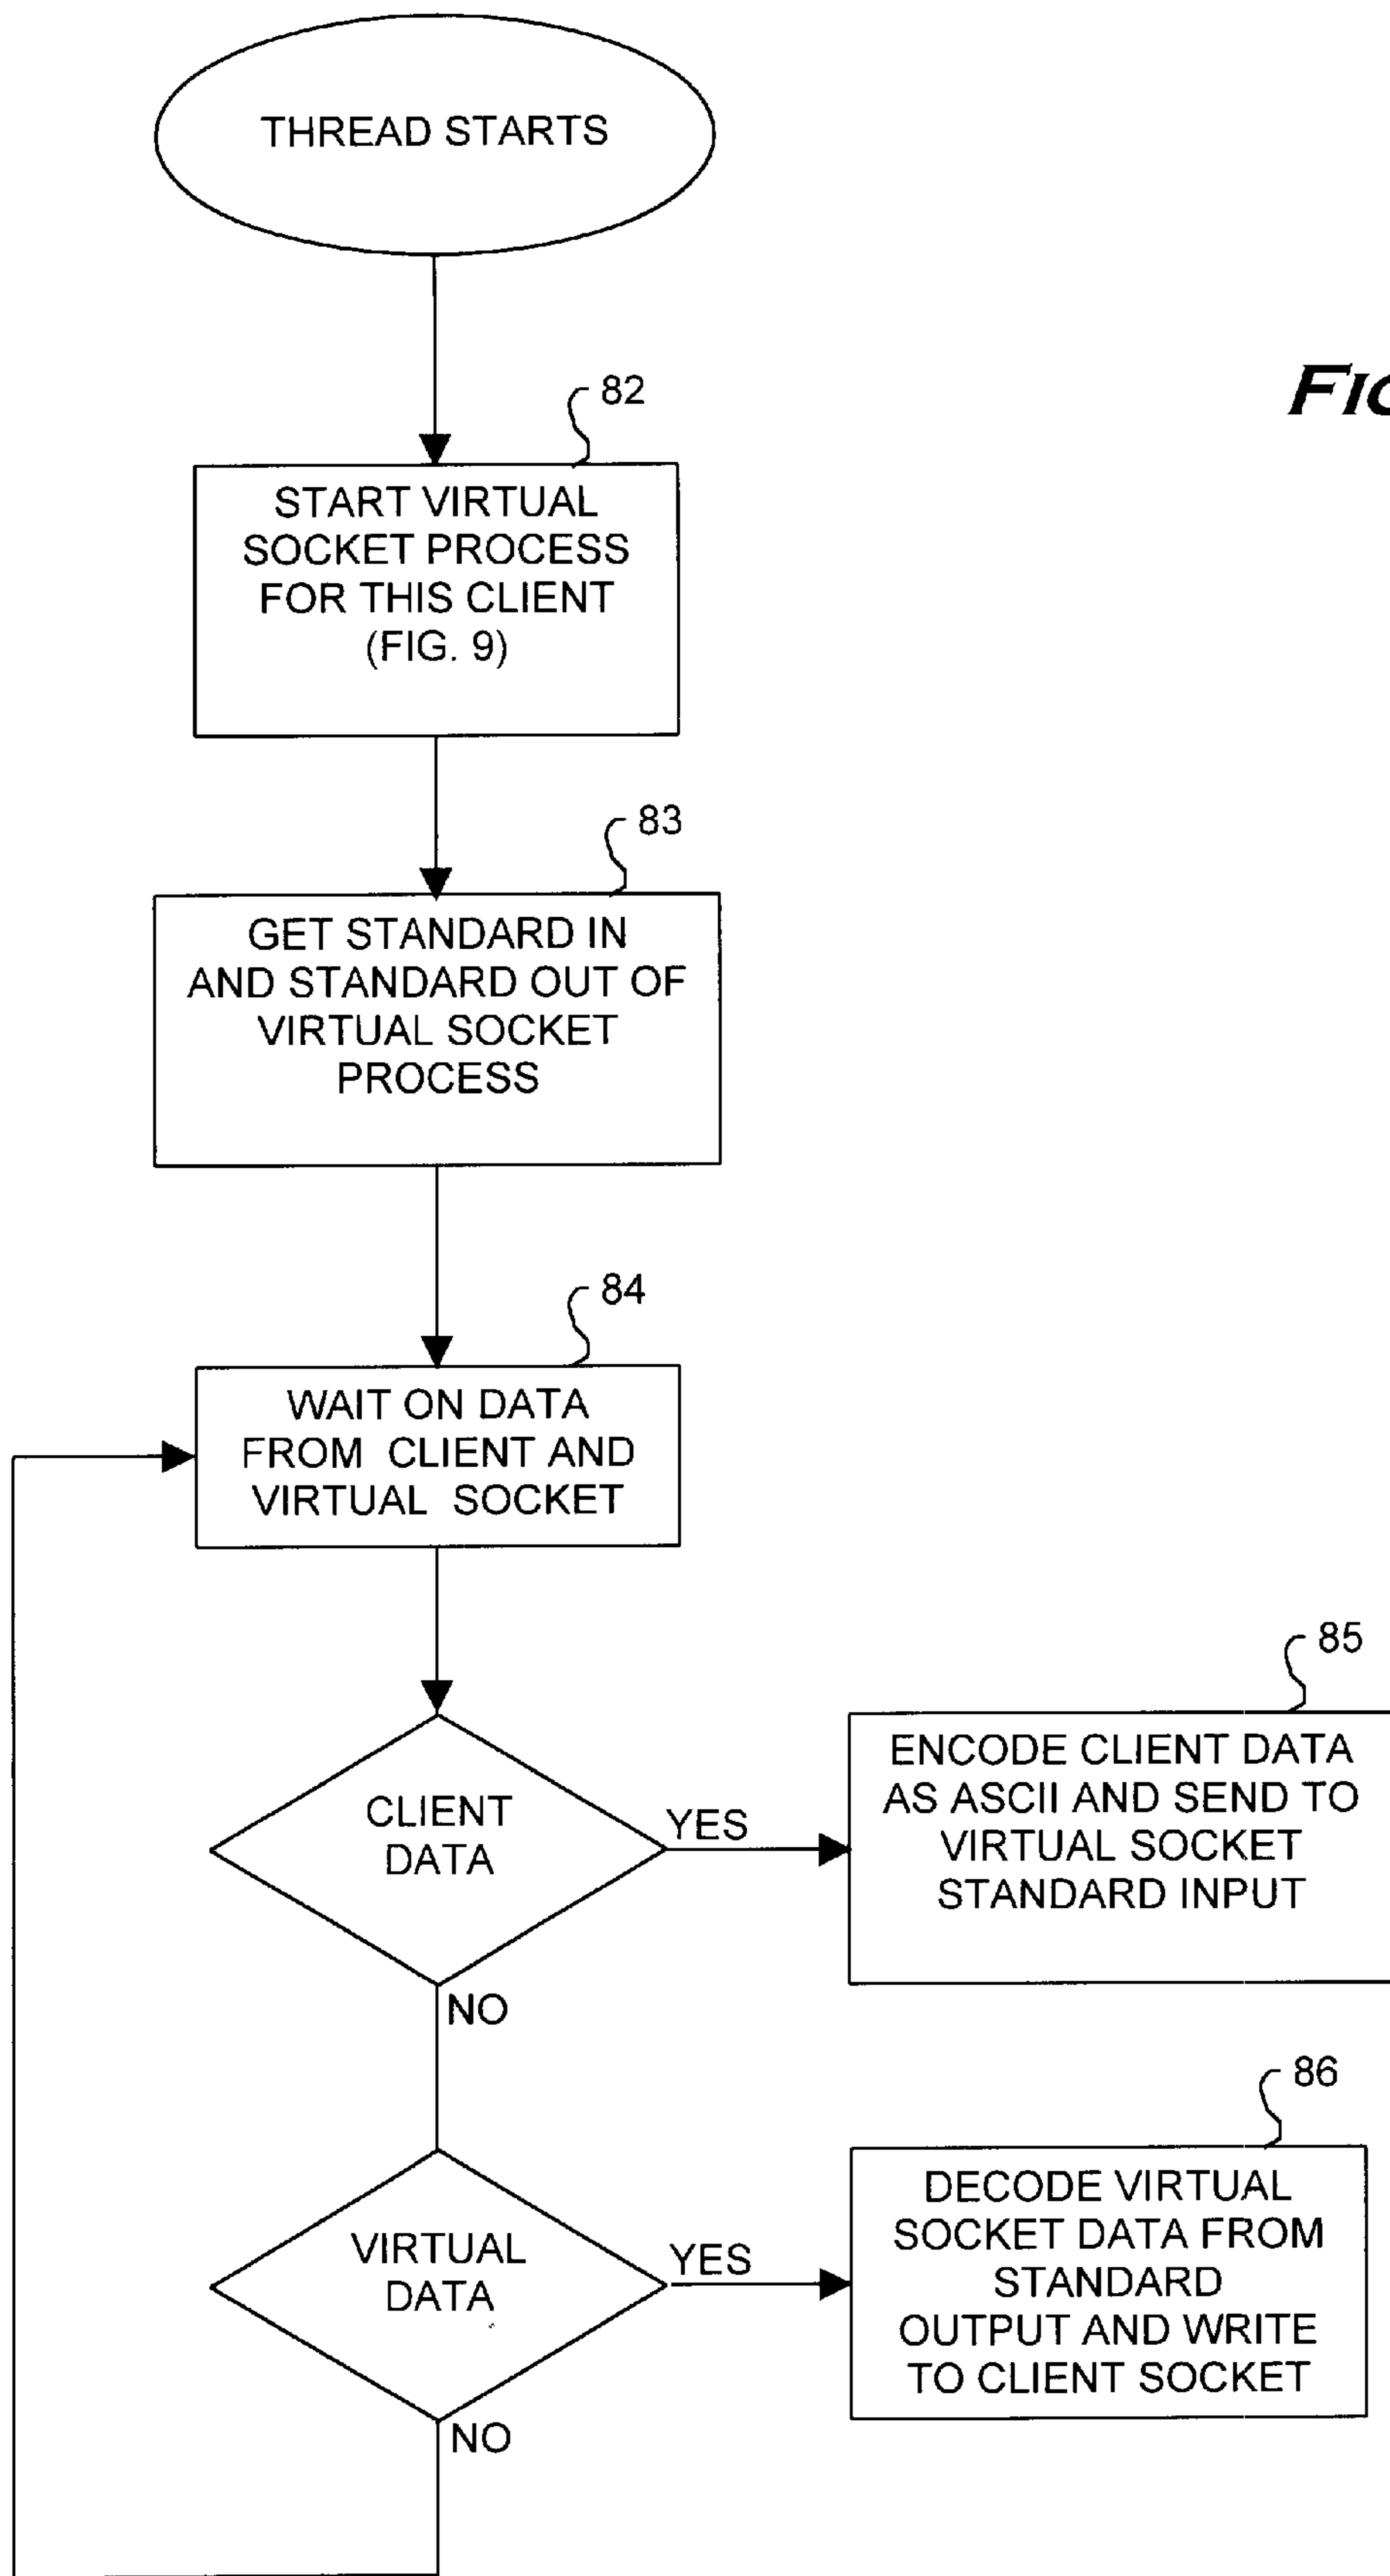 THREAD STARTS
FIG
82
START VIRTUAL
SOCKET PROCESS
FOR THIS CLIENT
(FIG. 9)
83
GET STANDARD IN
AND STANDARD OUT OF
VIRTUAL SOCKET
PROCESS
84
WAIT ON DATA
FROM CLIENT AND
VIRTUAL SOCKET
85
CLIENT
DATA
YES
ENCODE CLIENT DATA
AS ASCII AND SEND TO
VIRTUAL SOCKET
STANDARD INPUT
NO
86
VIRTUAL
DATA
YES
DECODE VIRTUAL
SOCKET DATA FROM
STANDARD
OUTPUT AND WRITE
TO CLIENT SOCKET
NO